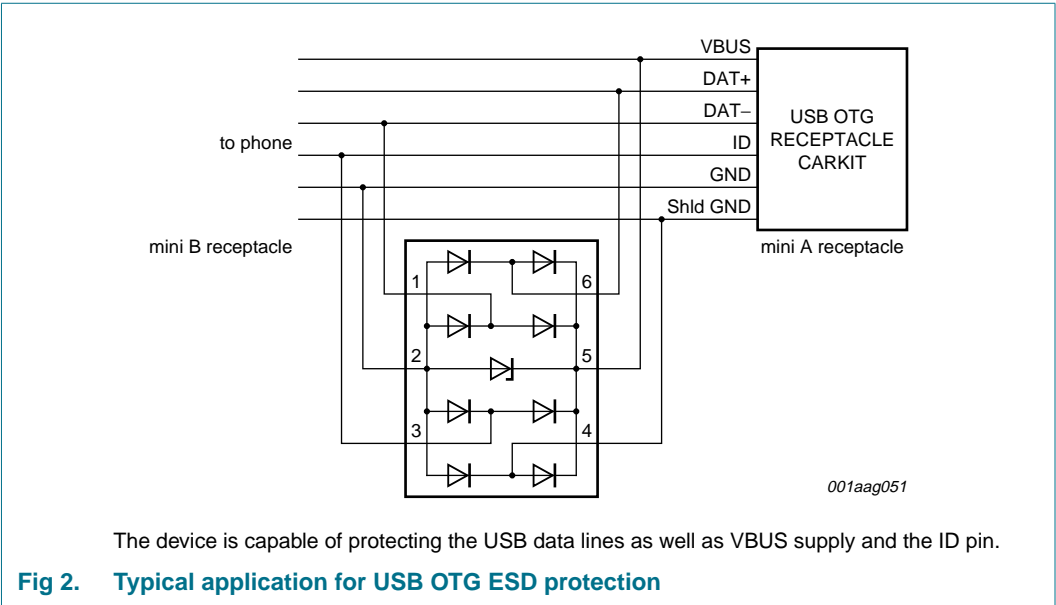 VBUS
DAT+
DAT−
USB OTG
RECEPTACLE
CARKIT
to phone
ID
GND
Shld GND
mini B receptacle
mini A receptacle
1
6
2
5
3
4
001aag051
The device is capable of protecting the USB data lines as well as VBUS supply and the ID pin.
Fig 2. Typical application for USB OTG ESD protection